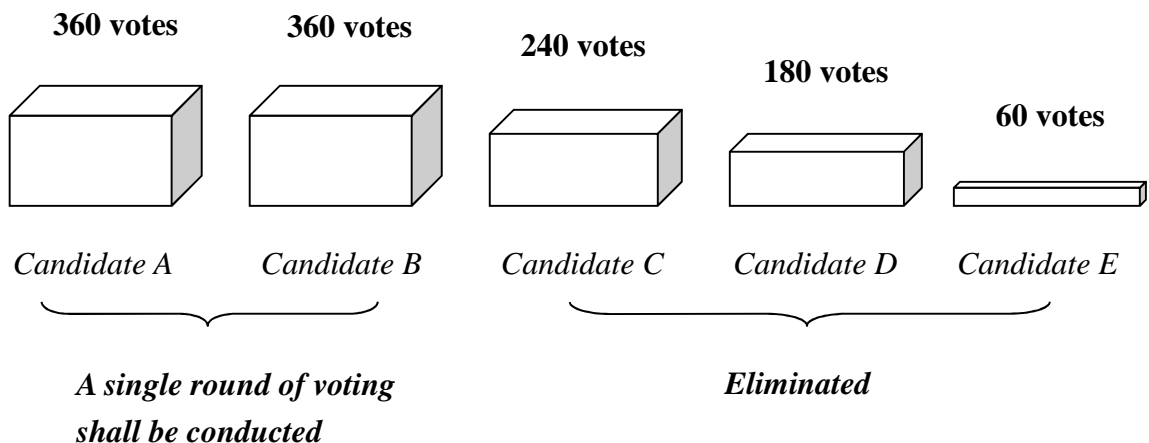 360 votes
360 votes
240 votes
180 votes
60 votes
Candidate A
Candidate B
Candidate C
Candidate D
Candidate E
A single round of voting
shall be conducted
Eliminated